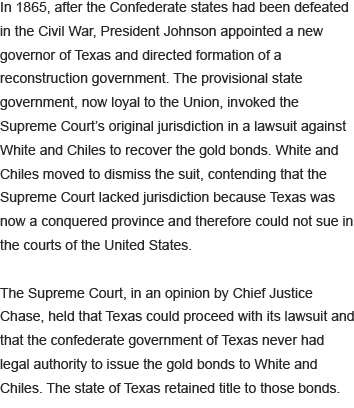 In 1865, after the Confederate states had been defeated
in the Civil War, President Johnson appointed a new
governor of Texas and directed formation of a
reconstruction government. The provisional state
government, now loyal to the Union, invoked the
Supreme Court’s original jurisdiction in a lawsuit against
White and Chiles to recover the gold bonds. White and
Chiles moved to dismiss the suit, contending that the
Supreme Court lacked jurisdiction because Texas was
now a conquered province and therefore could not sue in
the courts of the United States.

The Supreme Court, in an opinion by Chief Justice
Chase, held that Texas could proceed with its lawsuit and
that the confederate government of Texas never had
legal authority to issue the gold bonds to White and
Chiles. The state of Texas retained title to those bonds.